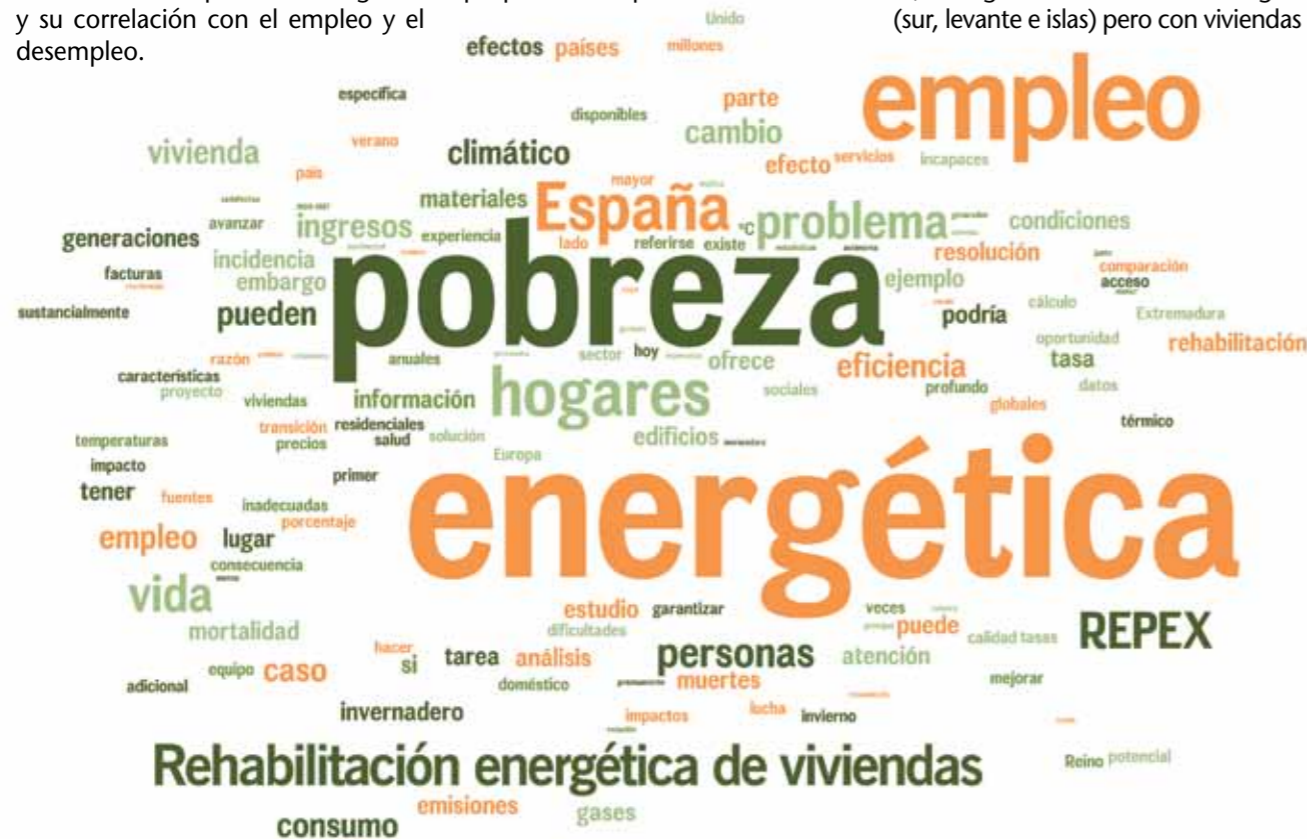 y su correlación con el empleo y el
desempleo.
(sur, levante e islas) pero con viviendas
Unido
efectos países millones
empleo
específica
disponibles
parte
cambio
verano
vivienda
climático
efecto servicios incapaces
país
mayor
materiales
España
ingresos
avanzar
experiencia
lado
referirse existe
°C
problema
condiciones
generaciones
incidencia
embargo
pobreza
resolución
comparación
acceso
facturas
ejemplo
cálculo
sustancialmente
pueden
podría
Extremadura
oportunidad
rehabilitación
razón
anuales
sector
hoy
ofrece
eficiencia
tasa
características
proyecto
viviendas
información
hogares
sociales
profundo
datos
globales
transición residenciales
precios
salud
solución
edificios
térmico
temperaturas
impacto
primer
Europa
tener
fuentes
inadecuadas
porcentaje
energética
empleo
lugar
consecuencia
vida
estudio garantizar
veces
dificultades
puede
calidad tasas
REPEX
mortalidad
hacer
si
tarea
análisis
personas
atención
equipo
caso
adicional
doméstico
muertes
mejorar
invernadero
impactos
lucha
invierno
Rehabilitación energética de viviendas
Reino potencial
emisiones
gases
consumo